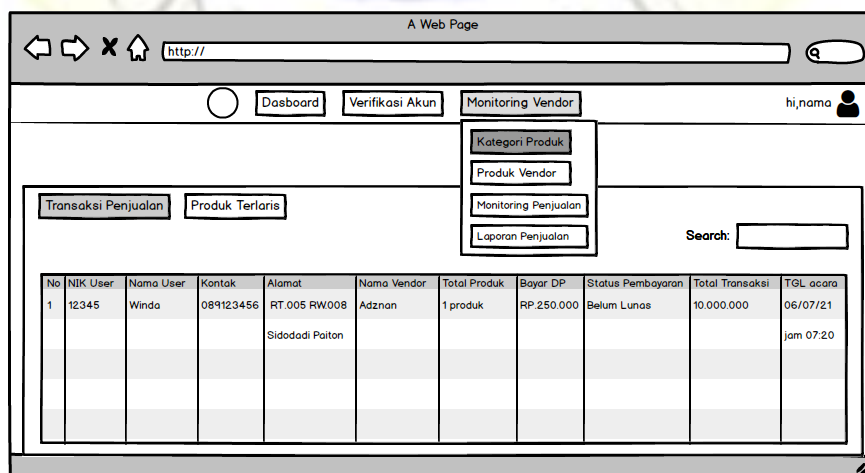 A Web Page
http://
Dasboard Verifikasi Akun Monitoring Vendor hi,nama
Kategori Produk
Produk Vendor
Monitoring Penjualan
Laporan Penjualan
Transaksi Penjualan Produk Terlaris
Search:
No NIK User Nama User Kontak Alamat Nama Vendor Total Produk Bayar DP Status Pembayaran Total Transaksi TGL acara
1 12345 Winda 089123456 RT.005 RW.008 Adznan 1 produk RP.250.000 Belum Lunas 10.000.000 06/07/21
Sidodadi Paiton jam 07:20